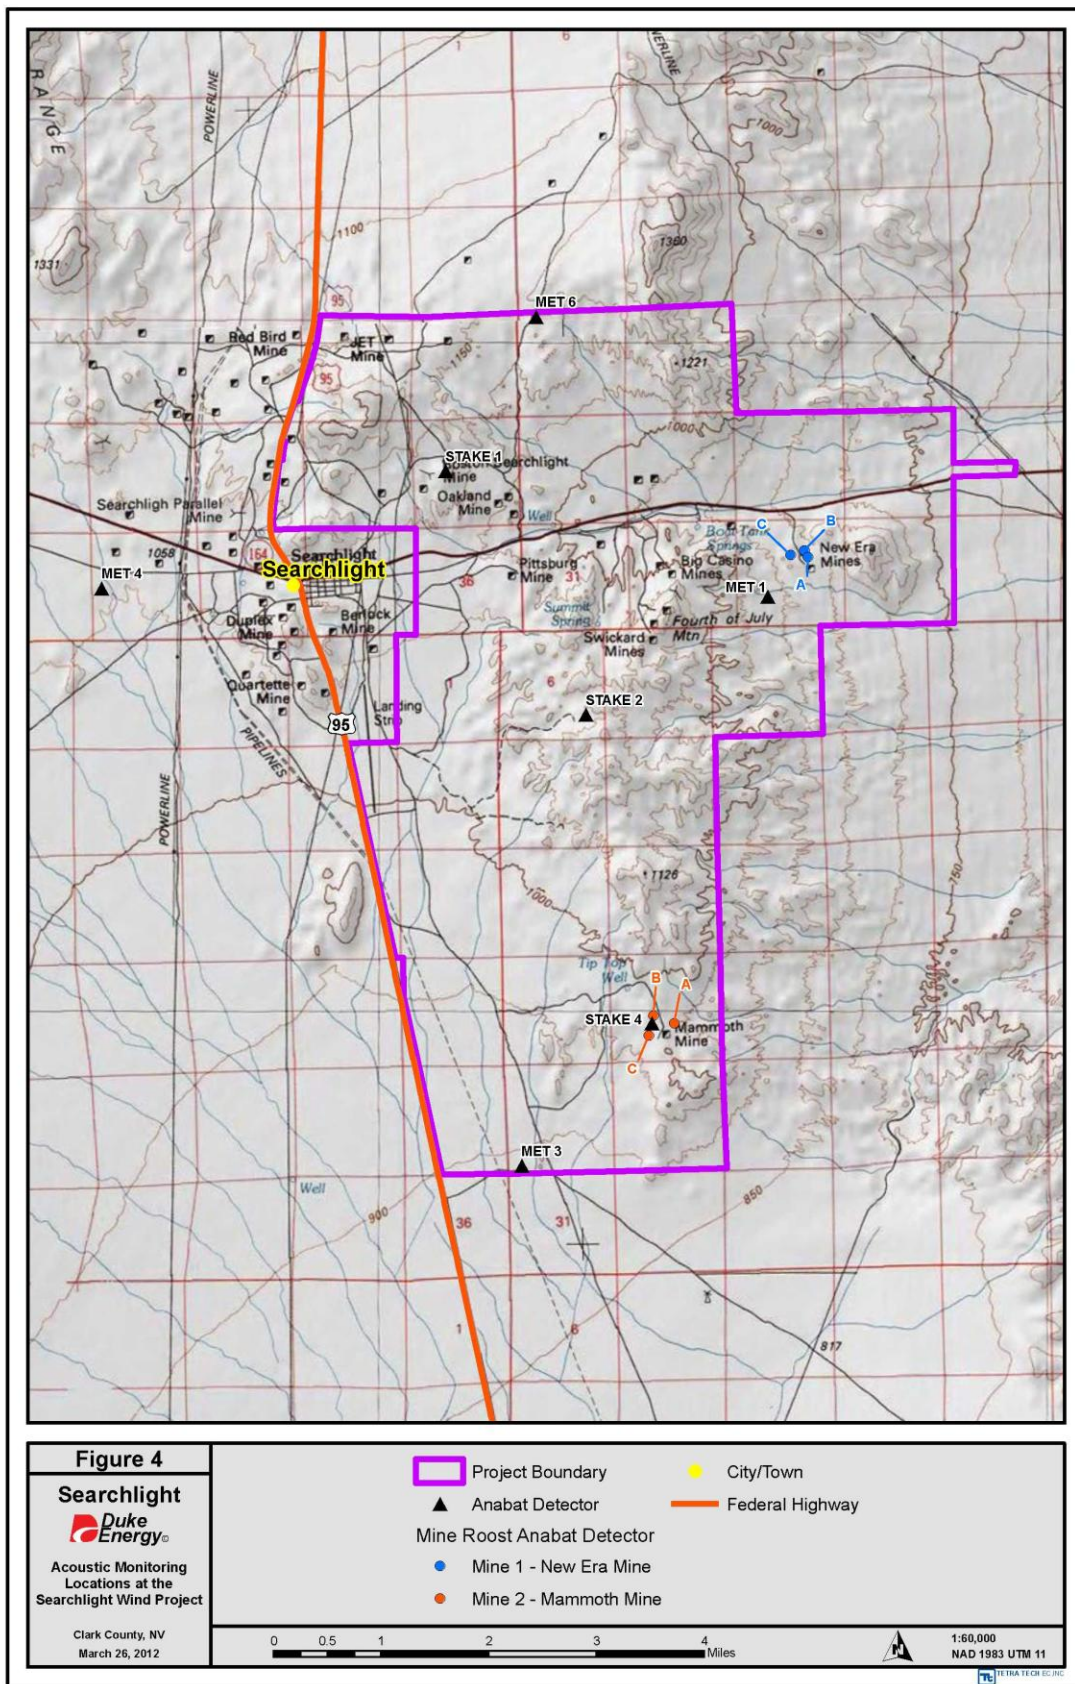 RANGE
POWERLINE
1
6
1000
1100
1360
1331
95
MET 6
Red Bird
Mine
JET
Mine
1150
1221
95
1000
STAKE 1
Searchlight
Mine
Oakland
Mine
Searchligh Parallel
Mine
Well
1058
164
Searchlight
Searchlight
MET 4
Pittsburg
Mine
36
31
Springs
Big Casino
Mines
C
B
New Era
Mines
A
MET 1
Summit
Spring
Duplex
Mine
Berlock
Mine
Fourth of July
Mtn
Swickard
Mines
Quartette
Mine
1
6
STAKE 2
Landing
Strip
95
PIPELINES
POWERLINE
1126
1000
750
Tip Top
Well
B
A
STAKE 4
Mammoth
Mine
C
MET 3
Well
900
850
36
31
1
6
817
Figure 4
Searchlight
Duke
Energy©
Acoustic Monitoring
Locations at the
Searchlight Wind Project
Clark County, NV
March 26, 2012
Project Boundary
City/Town
Anabat Detector
Federal Highway
Mine Roost Anabat Detector
Mine 1 - New Era Mine
Mine 2 - Mammoth Mine
0 0.5 1 2 3 4
Miles
N
1:60,000
NAD 1983 UTM 11
TETRA TECH EC, INC